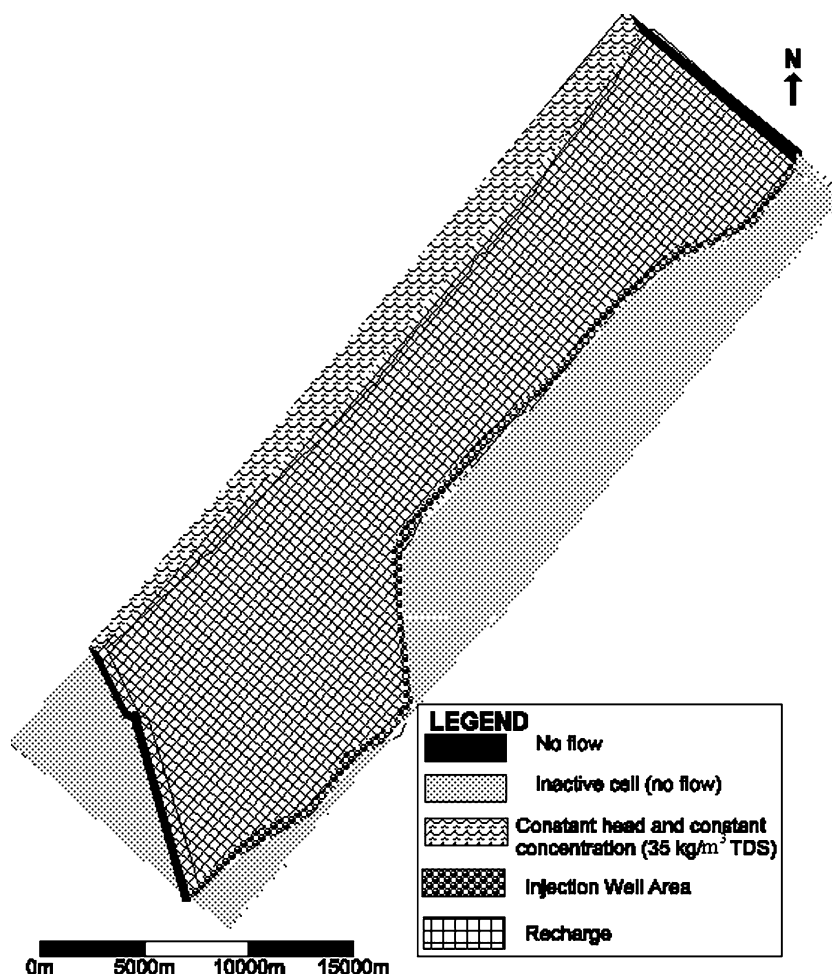 N
LEGEND
No flow
Inactive cell (no flow)
Constant head and constant
concentration (35 kg/m³ TDS)
Injection Well Area
Recharge
0m 5000m 10000m 15000m